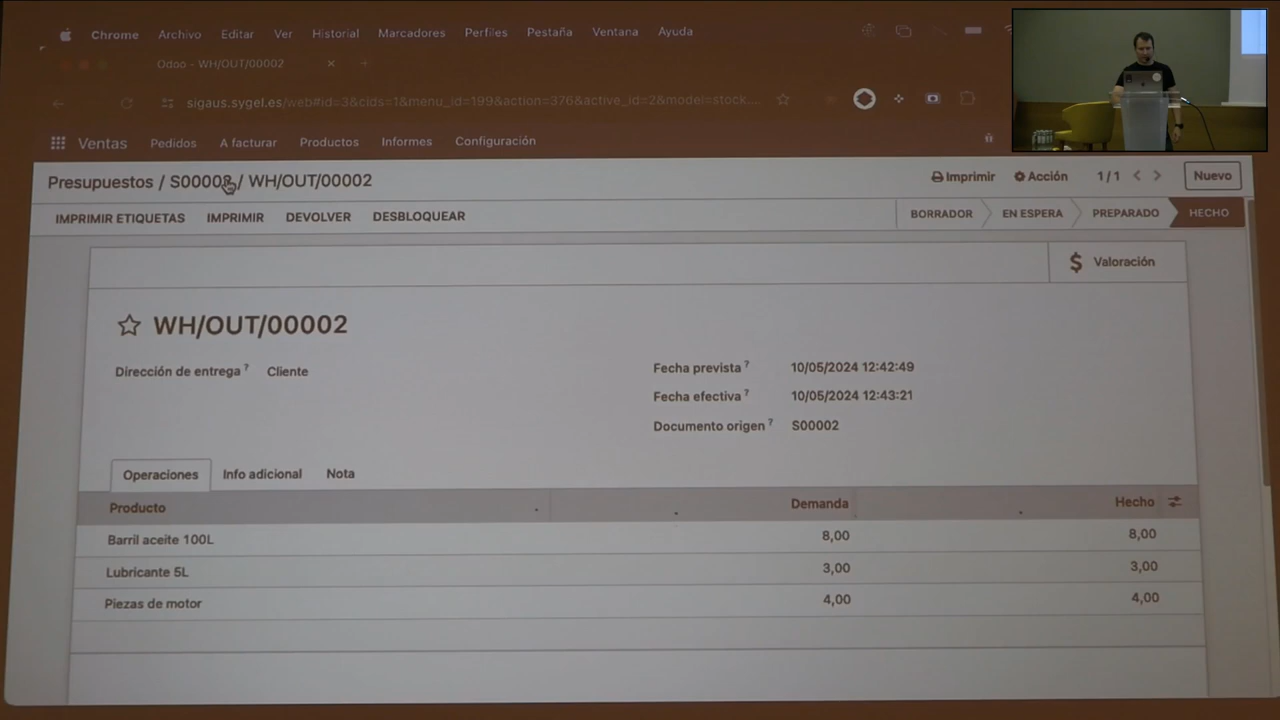 Chrome Archivo Editar Ver Historial Marcadores Perfiles Pestaña Ventana Ayuda
Odoo - WH/OUT/00002
sigaus.sygel.es/web#id=3&cids=1&menu_id=199&action=376&active_id=2&model=stock....
Ventas Pedidos A facturar Productos Informes Configuración
Presupuestos / S00002 / WH/OUT/00002
Imprimir Acción 1/1 Nuevo
IMPRIMIR ETIQUETAS IMPRIMIR DEVOLVER DESBLOQUEAR
BORRADOR EN ESPERA PREPARADO HECHO
$ Valoración
WH/OUT/00002
Dirección de entrega ? Cliente
Fecha prevista ? 10/05/2024 12:42:49
Fecha efectiva ? 10/05/2024 12:43:21
Documento origen ? S00002
Operaciones Info adicional Nota
Producto Demanda Hecho
Barril aceite 100L 8,00 8,00
Lubricante 5L 3,00 3,00
Piezas de motor 4,00 4,00